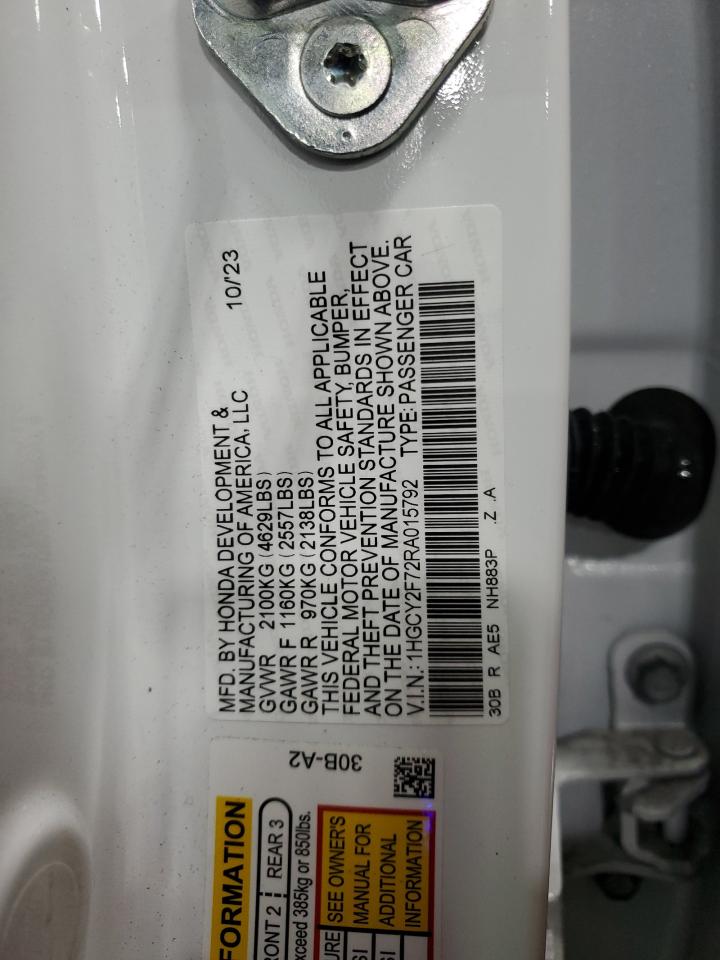 MFD. BY HONDA DEVELOPMENT & 10/'23
MANUFACTURING OF AMERICA, LLC
GVWR 2100KG (4629LBS)
GAWR F 1160KG (2557LBS)
GAWR R 970KG (2138LBS)
THIS VEHICLE CONFORMS TO ALL APPLICABLE
FEDERAL MOTOR VEHICLE SAFETY, BUMPER,
AND THEFT PREVENTION STANDARDS IN EFFECT
ON THE DATE OF MANUFACTURE SHOWN ABOVE.
V.I.N.: 1HGCY2F72RA015792 TYPE: PASSENGER CAR
30B R AE5 NH883P .Z .A
30B-A2
FORMATION
RONT 2 REAR 3
xceed 385kg or 850lbs.
URE SEE OWNER'S
MANUAL FOR
SI ADDITIONAL
SI INFORMATION